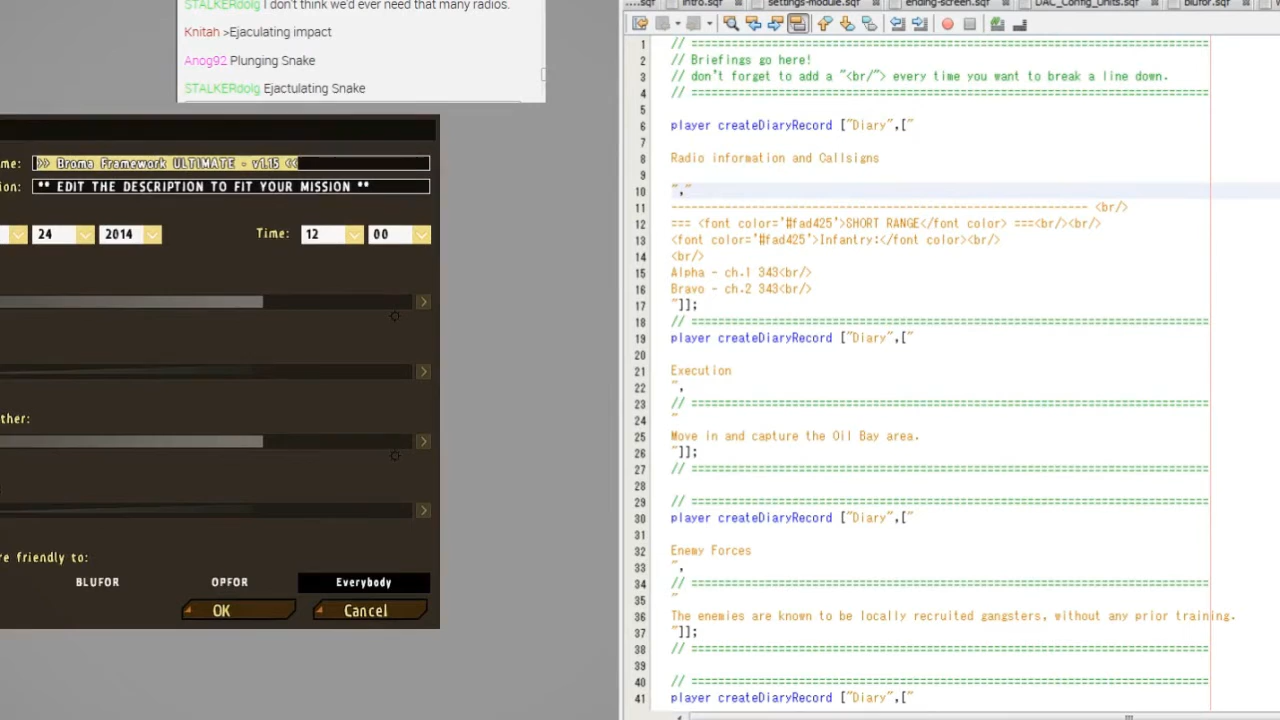 STALKERdolg I don't think we'd ever need that many radios.
Knitan >Ejaculating impact
Anog92 Plunging Snake
STALKERdolg Ejactulating Snake
me: >> Broma Framework ULTIMATE - v1.15 <<
ion: ** EDIT THE DESCRIPTION TO FIT YOUR MISSION **
24 2014 Time: 12 00
ther:
re friendly to:
BLUFOR OPFOR Everybody
OK Cancel
....sqf intro.sqf settings-module.sqf ending-screen.sqf DAC_Config_Units.sqf blufor.sqf
1 // =============================================================================
2 // Briefings go here!
3 // don't forget to add a "<br/"> every time you want to break a line down.
4 // =============================================================================
5
6 player createDiaryRecord ["Diary",["
7
8 Radio information and Callsigns
9
10 ","
11 -------------------------------------------------------------- <br/>
12 === <font color='#fad425'>SHORT RANGE</font color> ===<br/><br/>
13 <font color='#fad425'>Infantry:</font color><br/>
14 <br/>
15 Alpha - ch.1 343<br/>
16 Bravo - ch.2 343<br/>
17 "]];
18 // =============================================================================
19 player createDiaryRecord ["Diary",["
20
21 Execution
22 ",
23 // =============================================================================
24 "
25 Move in and capture the Oil Bay area.
26 "]];
27 // =============================================================================
28
29 // =============================================================================
30 player createDiaryRecord ["Diary",["
31
32 Enemy Forces
33 ",
34 // =============================================================================
35 "
36 The enemies are known to be locally recruited gangsters, without any prior training.
37 "]];
38 // =============================================================================
39
40 // =============================================================================
41 player createDiaryRecord ["Diary",["